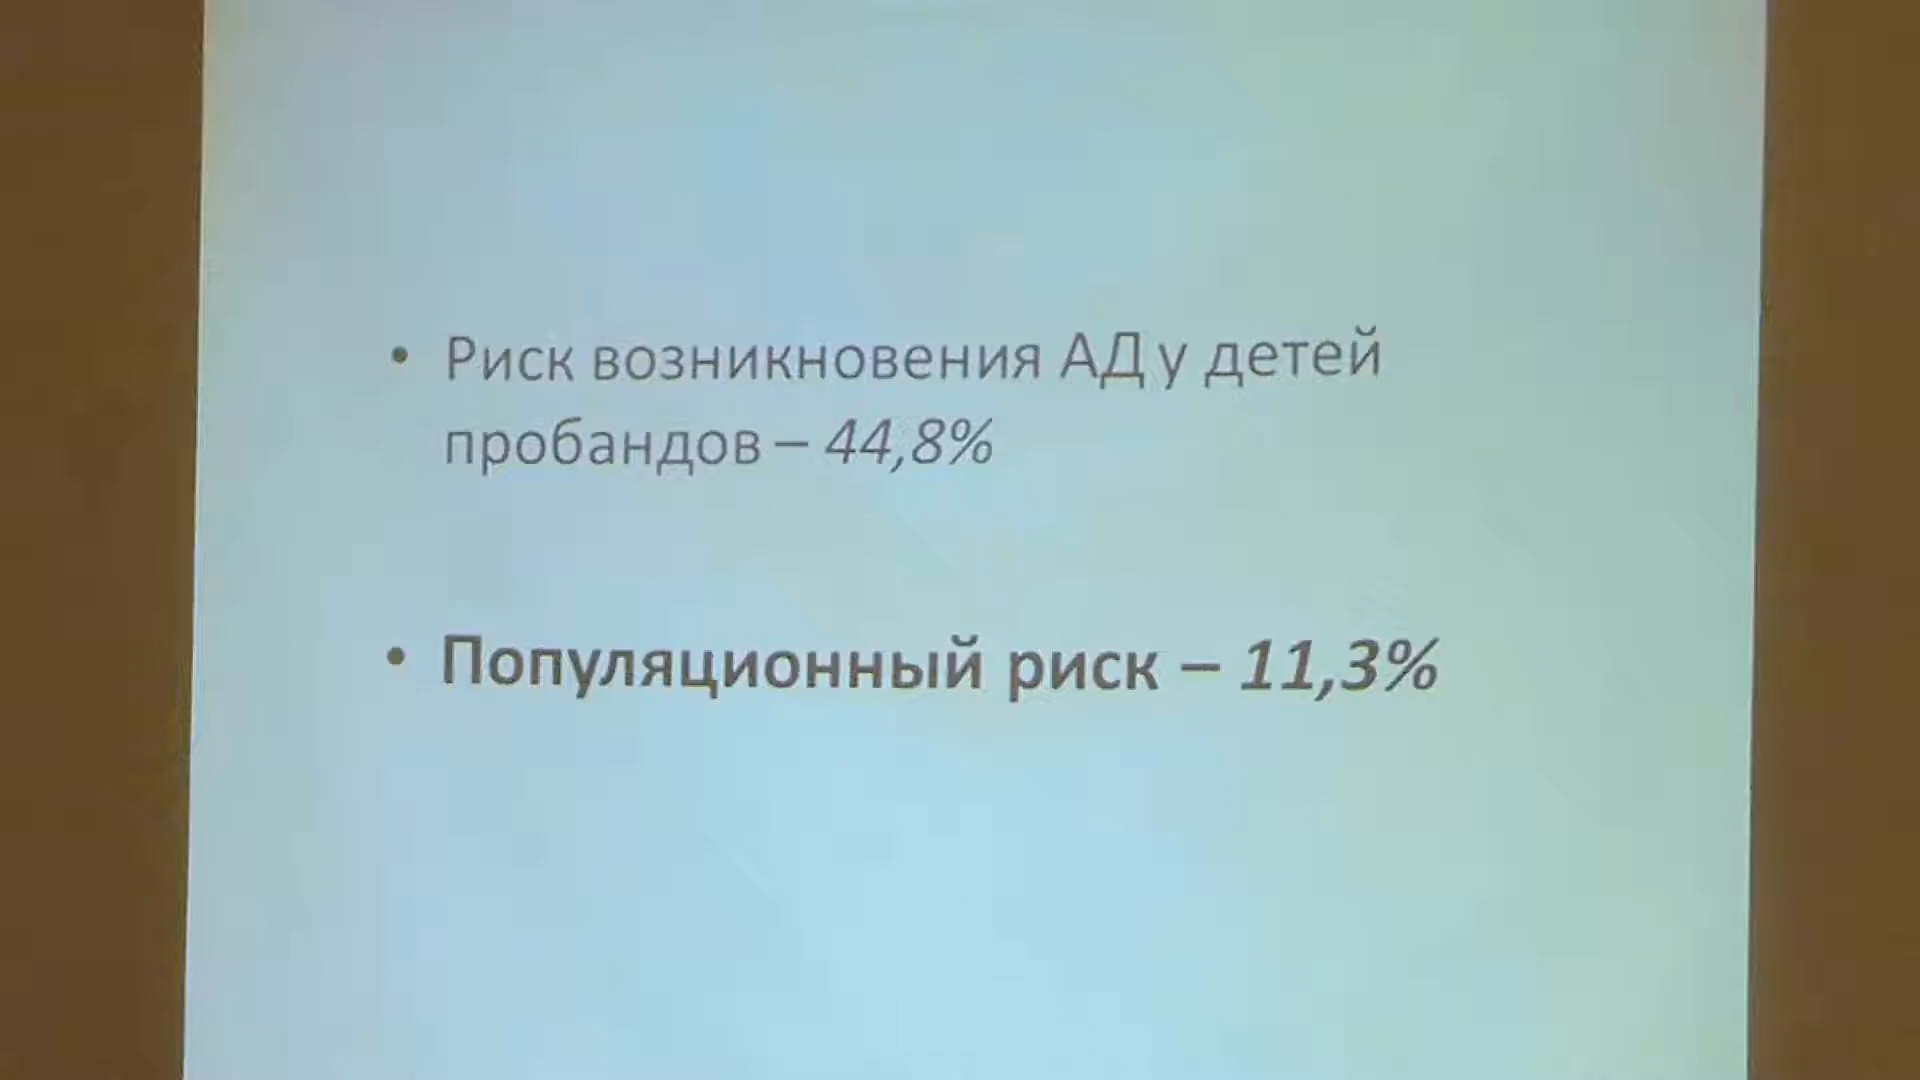 • Риск возникновения АД у детей
пробандов – 44,8%
• Популяционный риск – 11,3%